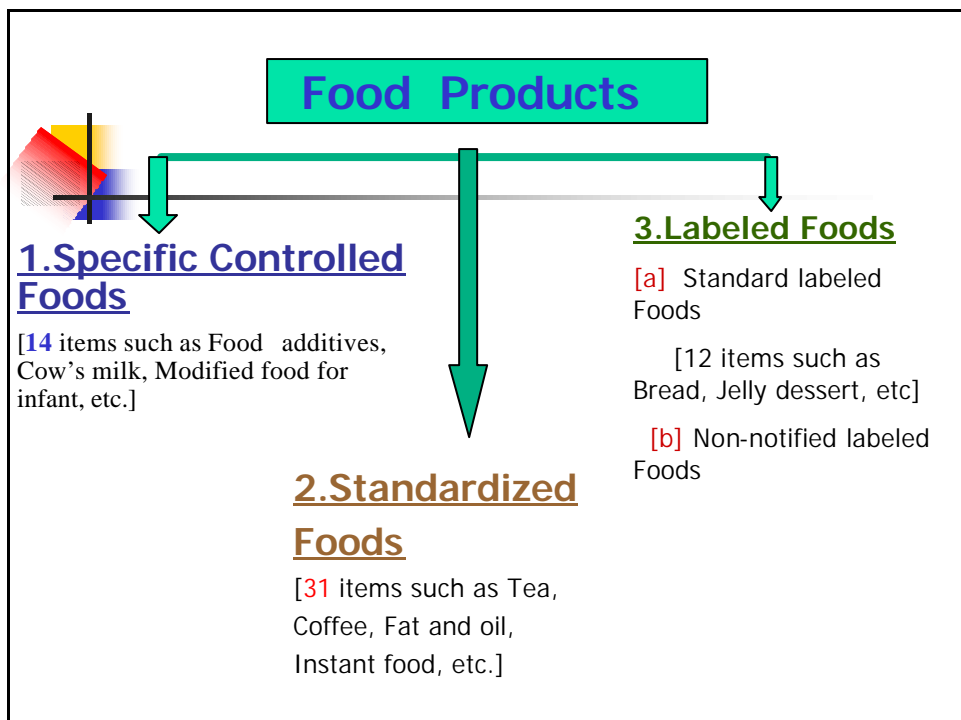 Food Products
1.Specific Controlled
Foods
[14 items such as Food additives,
Cow's milk, Modified food for
infant, etc.]
2.Standardized
Foods
[31 items such as Tea,
Coffee, Fat and oil,
Instant food, etc.]
3.Labeled Foods
[a] Standard labeled
Foods
[12 items such as
Bread, Jelly dessert, etc]
[b] Non-notified labeled
Foods